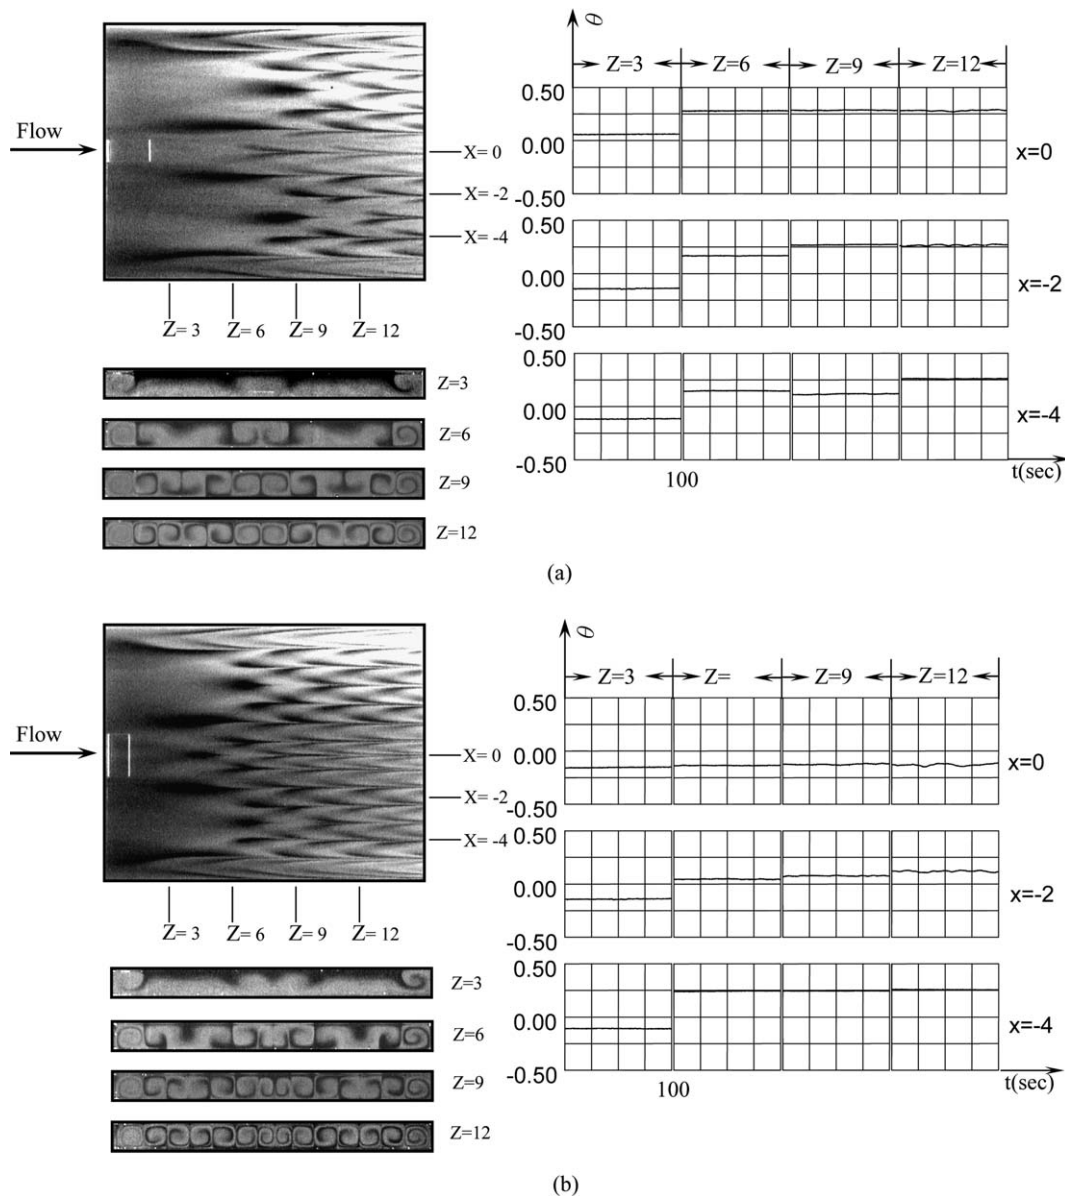 θ
Z=3 Z=6 Z=9 Z=12
Flow
0.50
0.00
-0.50
x=0
X= 0
X= -2
X= -4
0.50
0.00
-0.50
x=-2
Z= 3 Z= 6 Z= 9 Z= 12
0.50
0.00
-0.50
x=-4
100
t(sec)
Z=3
Z=6
Z=9
Z=12
(a)
θ
Z=3 Z= Z=9 Z=12
Flow
0.50
0.00
-0.50
x=0
X= 0
X= -2
X= -4
0.50
0.00
-0.50
x=-2
Z= 3 Z= 6 Z= 9 Z= 12
0.50
0.00
-0.50
x=-4
100
t(sec)
Z=3
Z=6
Z=9
Z=12
(b)